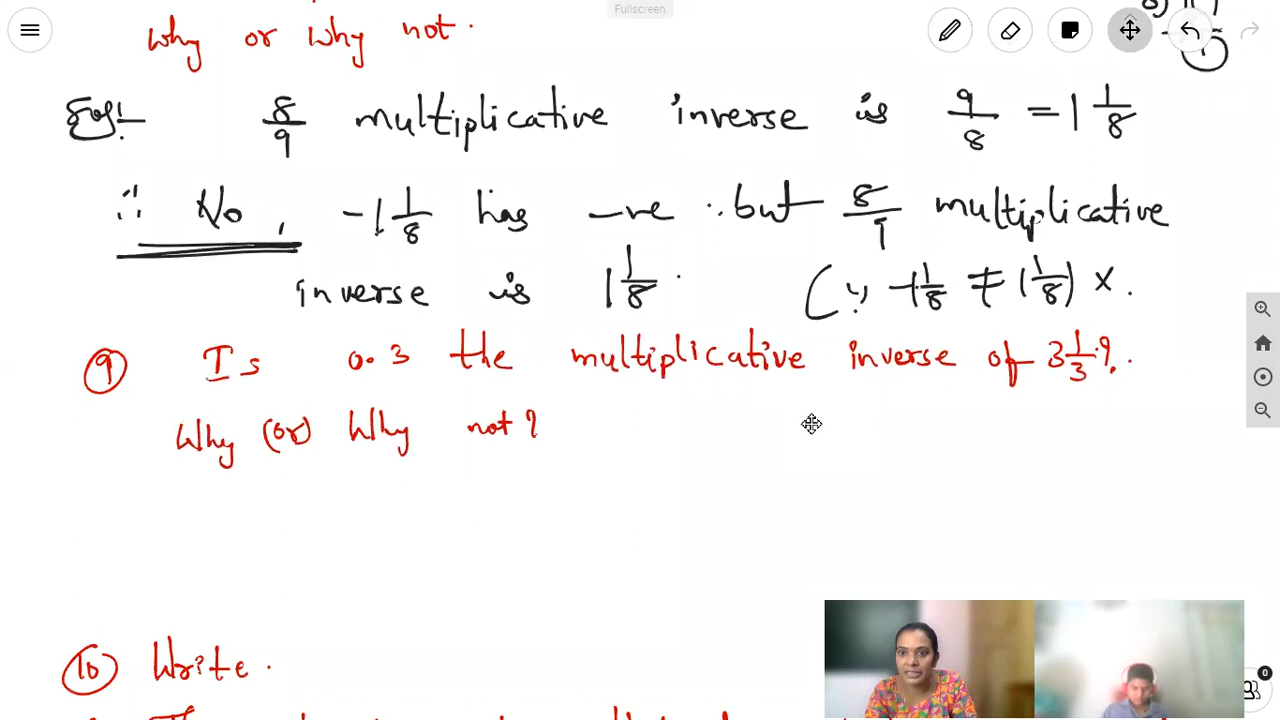 Fullscreen
why or why not.
Sol:- 8/9 multiplicative inverse is 9/8 = 1 1/8
∴ No, -1 1/8 has -ve. but 8/9 multiplicative
inverse is 1 1/8. (∵ -1 1/8 ≠ 1 1/8) ×.
⑨ Is 0.3 the multiplicative inverse of 3 1/3?.
Why (or) Why not?
0
⑩ Write.